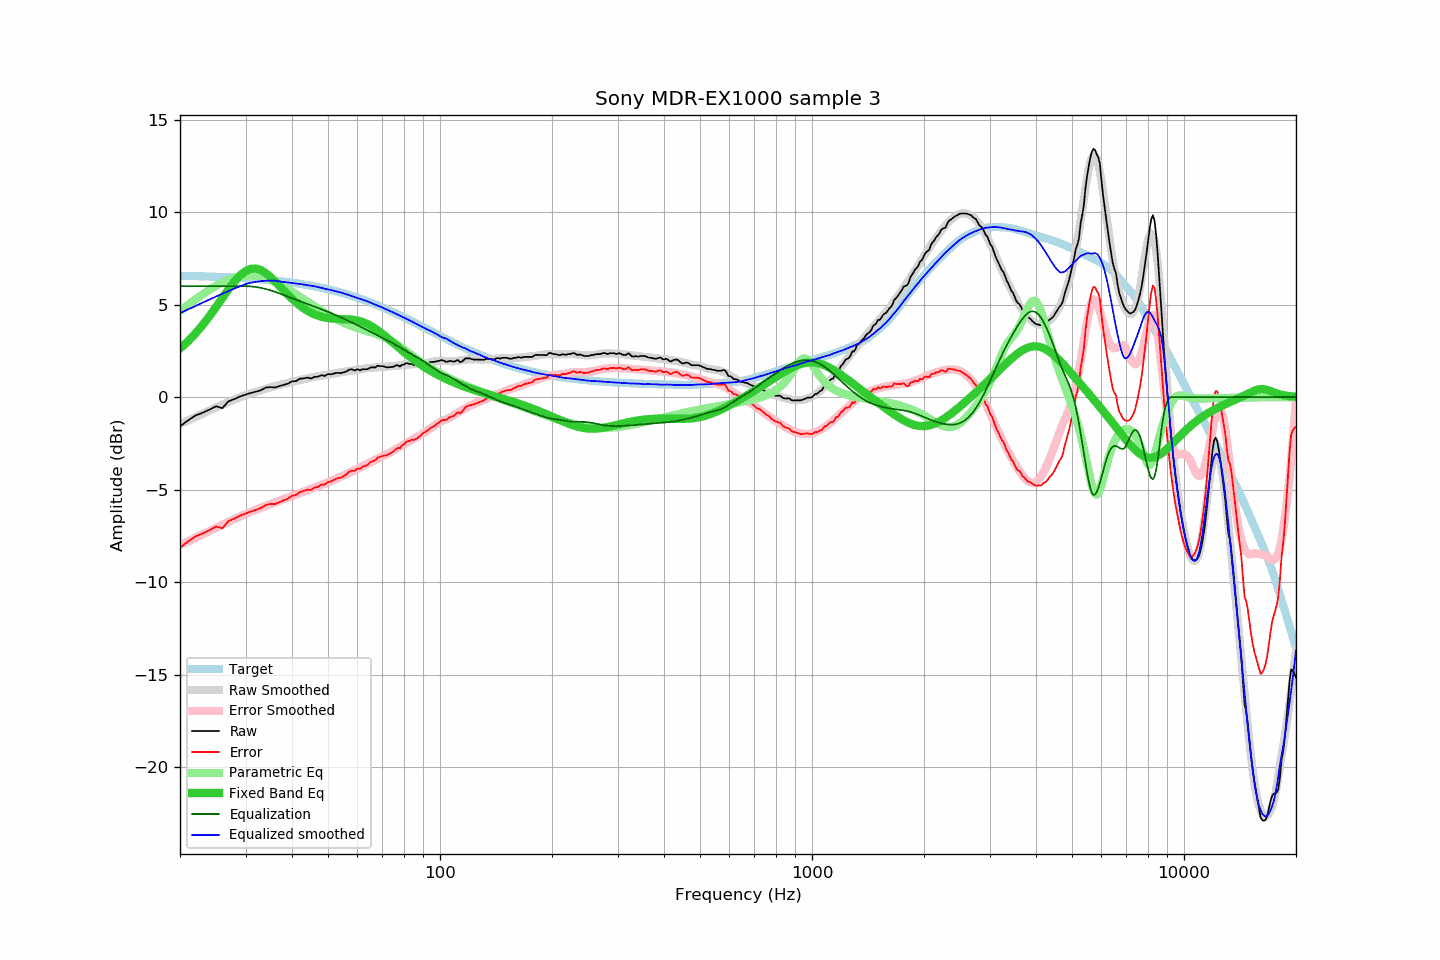 Sony MDR-EX1000 sample 3
15
10
5
0
−5
−10
−15
−20
Amplitude (dBr)
Target
Raw Smoothed
Error Smoothed
Raw
Error
Parametric Eq
Fixed Band Eq
Equalization
Equalized smoothed
100
1000
10000
Frequency (Hz)